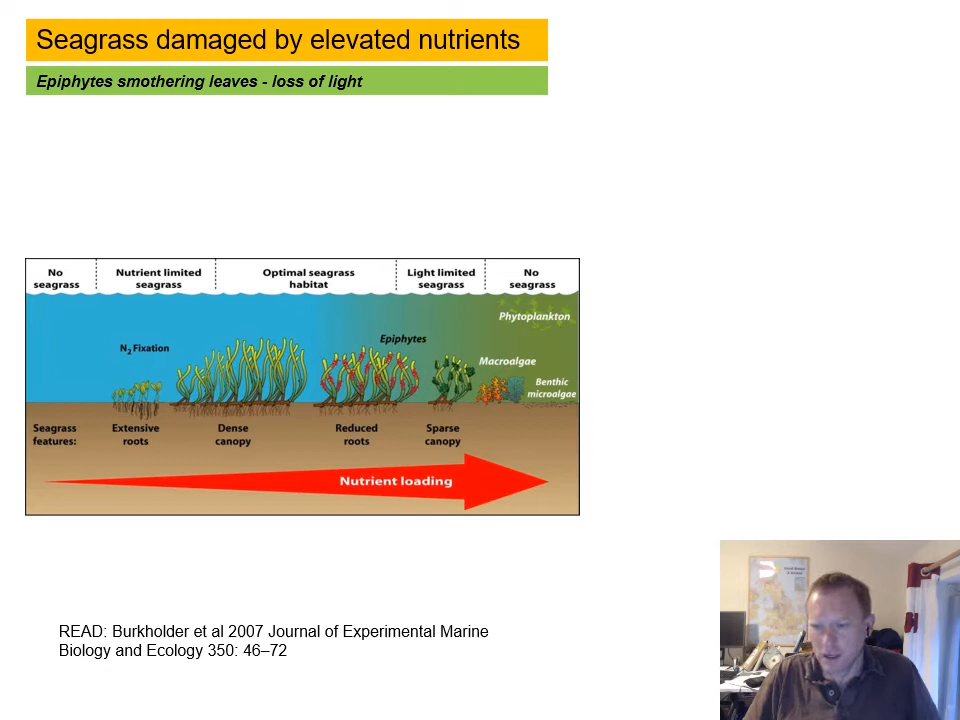 Seagrass damaged by elevated nutrients
Epiphytes smothering leaves - loss of light
No
seagrass
Nutrient limited
seagrass
Optimal seagrass
habitat
Light limited
seagrass
No
seagrass
Phytoplankton
N2 Fixation
Epiphytes
Macroalgae
Benthic
microalgae
Seagrass
features:
Extensive
roots
Dense
canopy
Reduced
roots
Sparse
canopy
Nutrient loading
READ: Burkholder et al 2007 Journal of Experimental Marine
Biology and Ecology 350: 46–72